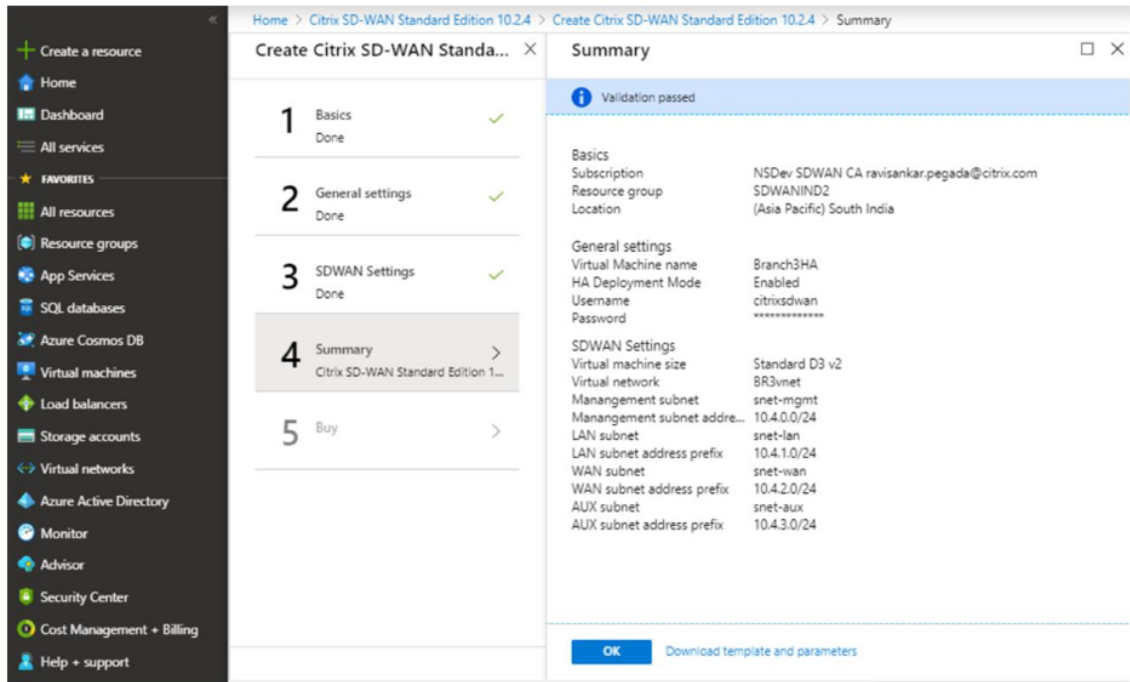 «
Home > Citrix SD-WAN Standard Edition 10.2.4 > Create Citrix SD-WAN Standard Edition 10.2.4 > Summary
Create a resource
Home
Dashboard
All services
FAVORITES
All resources
Resource groups
App Services
SQL databases
Azure Cosmos DB
Virtual machines
Load balancers
Storage accounts
Virtual networks
Azure Active Directory
Monitor
Advisor
Security Center
Cost Management + Billing
Help + support
Create Citrix SD-WAN Standa...
1 Basics
Done
2 General settings
Done
3 SDWAN Settings
Done
4 Summary
Citrix SD-WAN Standard Edition 1...
5 Buy
Summary
Validation passed
Basics
Subscription NSDev SDWAN CA ravisankar.pegada@citrix.com
Resource group SDWANIND2
Location (Asia Pacific) South India
General settings
Virtual Machine name Branch3HA
HA Deployment Mode Enabled
Username citrixsdwan
Password *************
SDWAN Settings
Virtual machine size Standard D3 v2
Virtual network BR3vnet
Manangement subnet snet-mgmt
Manangement subnet addre... 10.4.0.0/24
LAN subnet snet-lan
LAN subnet address prefix 10.4.1.0/24
WAN subnet snet-wan
WAN subnet address prefix 10.4.2.0/24
AUX subnet snet-aux
AUX subnet address prefix 10.4.3.0/24
OK Download template and parameters